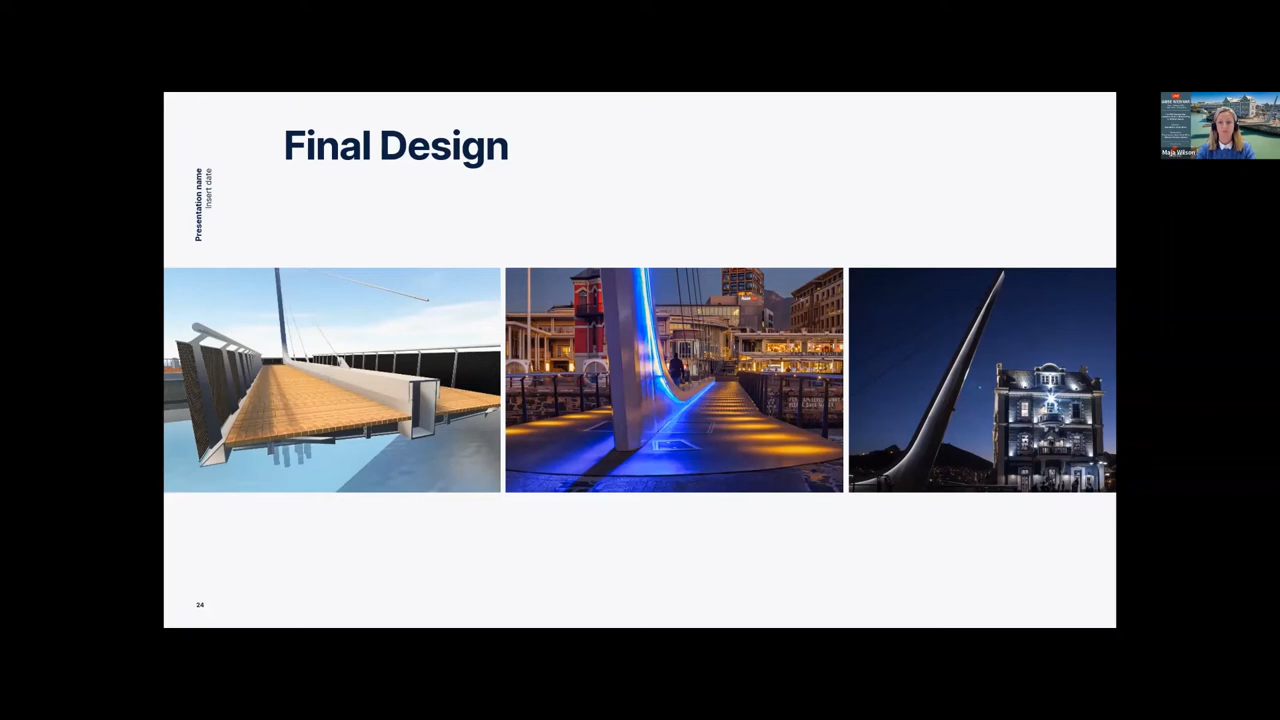 Final Design
Presentation name
Insert date
24
Maja Wilson